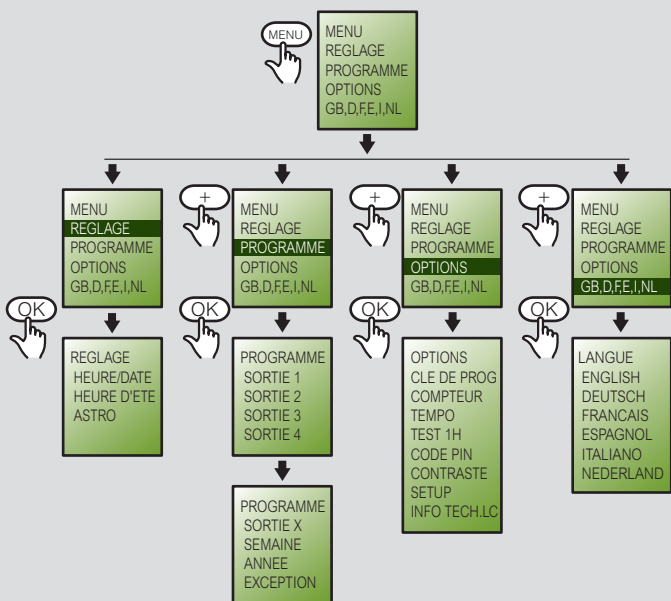 MENU
MENU
REGLAGE
PROGRAMME
OPTIONS
GB,D,F,E,I,NL
MENU
REGLAGE
PROGRAMME
OPTIONS
GB,D,F,E,I,NL
OK
REGLAGE
HEURE/DATE
HEURE D'ETE
ASTRO
+
MENU
REGLAGE
PROGRAMME
OPTIONS
GB,D,F,E,I,NL
OK
PROGRAMME
SORTIE 1
SORTIE 2
SORTIE 3
SORTIE 4
PROGRAMME
SORTIE X
SEMAINE
ANNEE
EXCEPTION
+
MENU
REGLAGE
PROGRAMME
OPTIONS
GB,D,F,E,I,NL
OK
OPTIONS
CLE DE PROG
COMPTEUR
TEMPO
TEST 1H
CODE PIN
CONTRASTE
SETUP
INFO TECH.LC
+
MENU
REGLAGE
PROGRAMME
OPTIONS
GB,D,F,E,I,NL
OK
LANGUE
ENGLISH
DEUTSCH
FRANCAIS
ESPAGNOL
ITALIANO
NEDERLAND